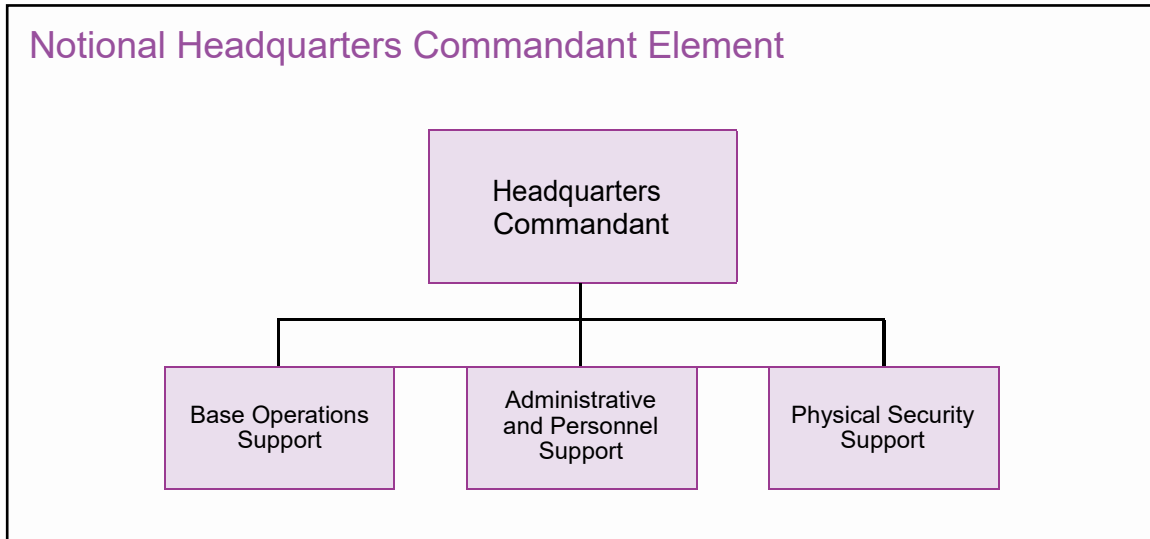 Notional Headquarters Commandant Element
Headquarters
Commandant
Base Operations
Support
Administrative
and Personnel
Support
Physical Security
Support